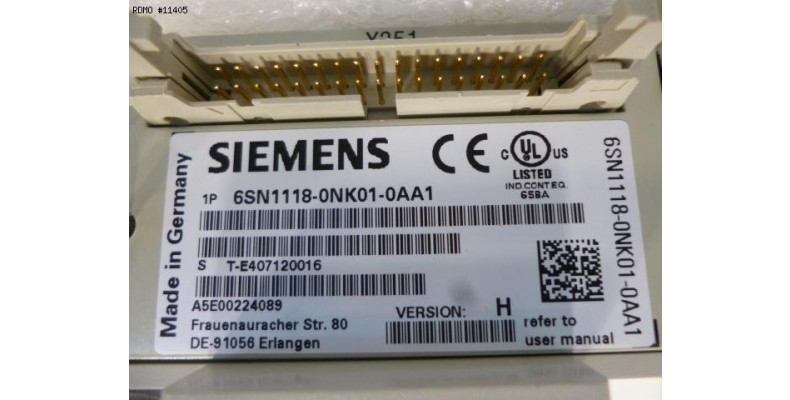 RDMO #11405
X351
SIEMENS
CE
C UL US
LISTED
IND.CONT.EQ.
65BA
1P 6SN1118-0NK01-0AA1
S T-E407120016
A5E00224089
VERSION: H
Frauenauracher Str. 80
DE-91056 Erlangen
refer to
user manual
Made in Germany
6SN1118-0NK01-0AA1